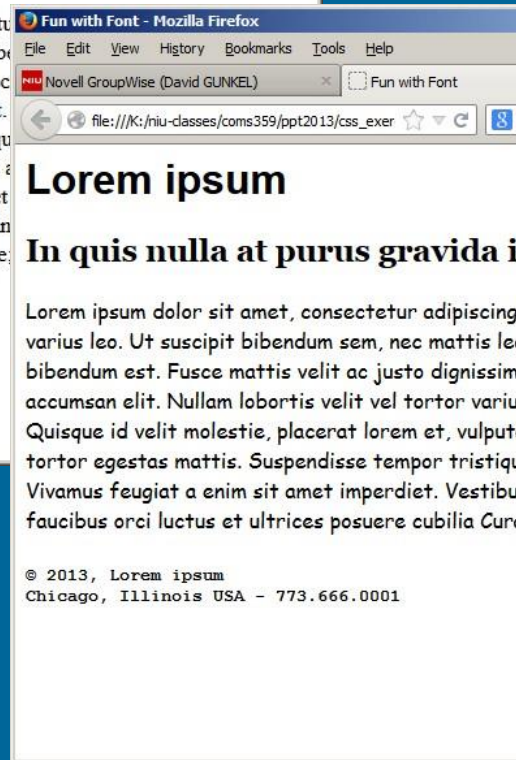 Fun with Font - Mozilla Firefox
File Edit View History Bookmarks Tools Help
NIU Novell GroupWise (David GUNKEL) × Fun with Font
file:///K:/niu-classes/coms359/ppt2013/css_exer 8
Lorem ipsum
In quis nulla at purus gravida i
Lorem ipsum dolor sit amet, consectetur adipiscing
varius leo. Ut suscipit bibendum sem, nec mattis le
bibendum est. Fusce mattis velit ac justo dignissim
accumsan elit. Nullam lobortis velit vel tortor variu
Quisque id velit molestie, placerat lorem et, vulput
tortor egestas mattis. Suspendisse tempor tristiqu
Vivamus feugiat a enim sit amet imperdiet. Vestibu
faucibus orci luctus et ultrices posuere cubilia Cur
© 2013, Lorem ipsum
Chicago, Illinois USA - 773.666.0001